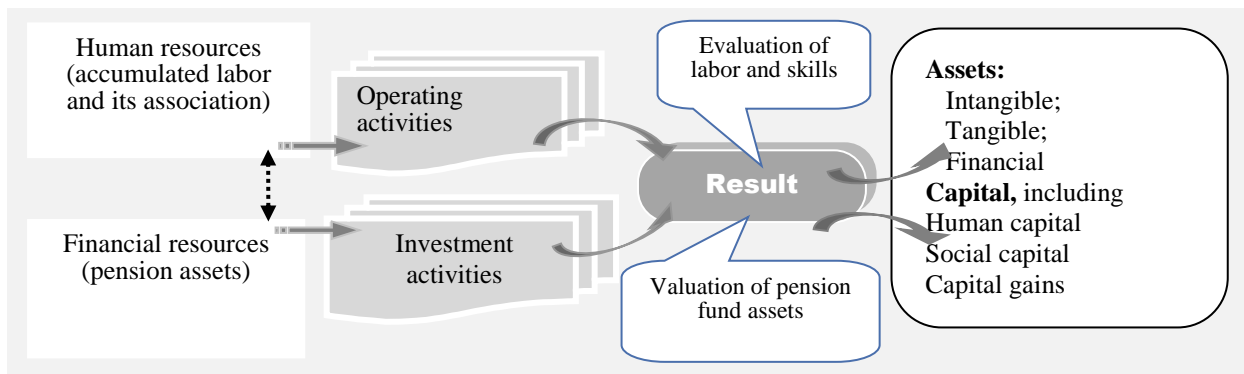 Human resources
(accumulated labor
and its association)
Financial resources
(pension assets)
Operating
activities
Investment
activities
Evaluation of
labor and skills
Result
Valuation of pension
fund assets
Assets:
Intangible;
Tangible;
Financial
Capital, including
Human capital
Social capital
Capital gains